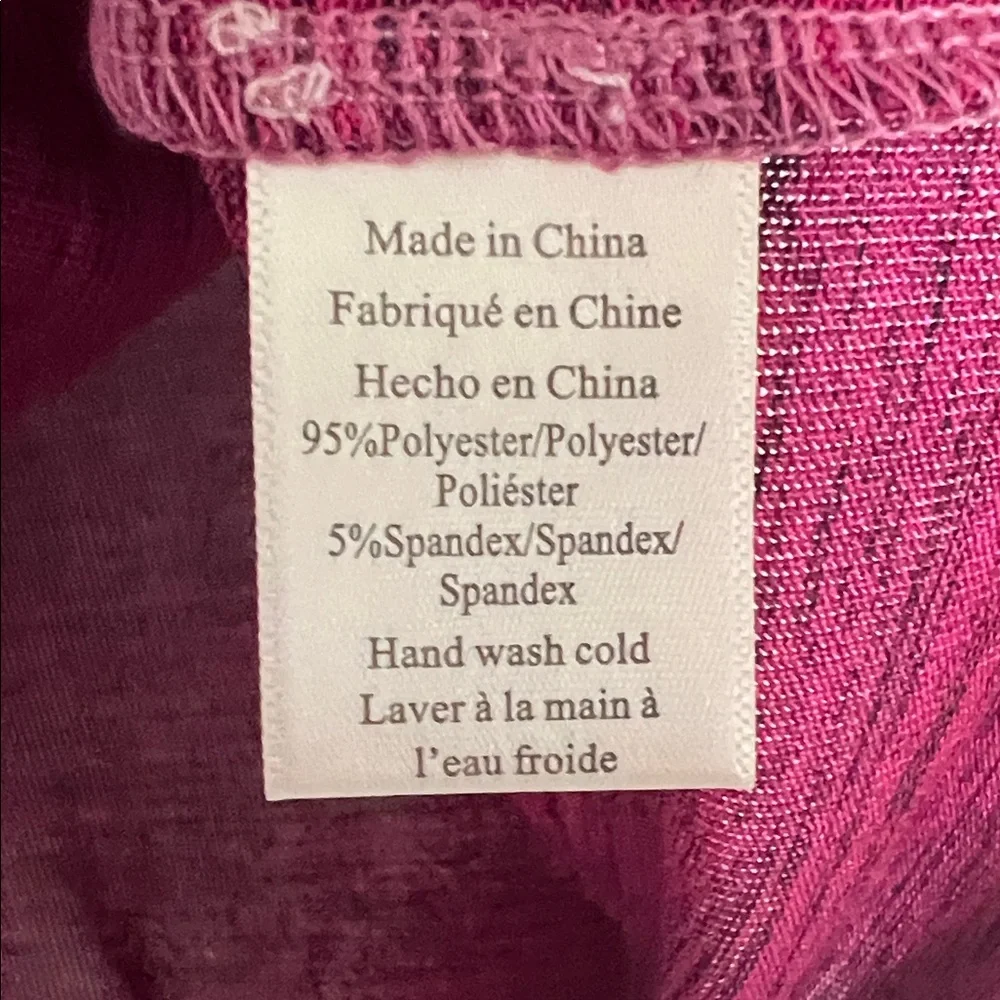 Made in China
Fabriqué en Chine
Hecho en China
95%Polyester/Polyester/
Poliéster
5%Spandex/Spandex/
Spandex
Hand wash cold
Laver à la main à
l’eau froide